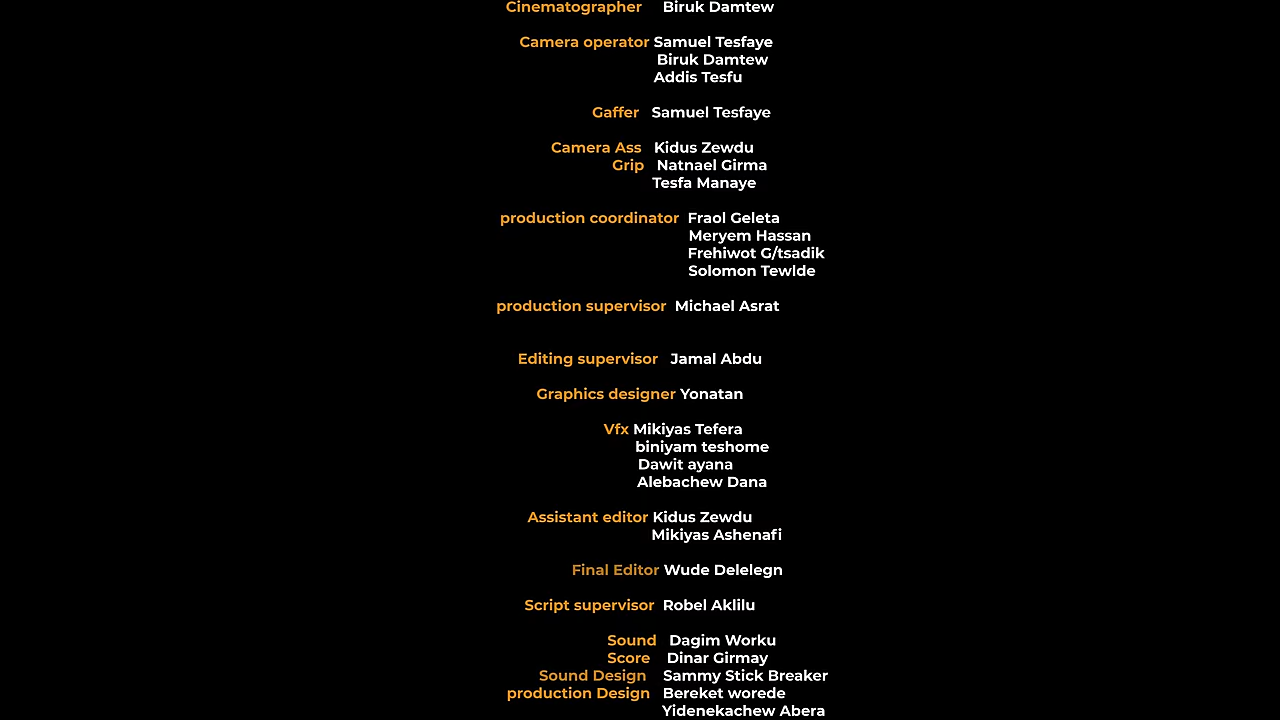 Cinematographer Biruk Damtew
Camera operator Samuel Tesfaye
Biruk Damtew
Addis Tesfu
Gaffer Samuel Tesfaye
Camera Ass Kidus Zewdu
Grip Natnael Girma
Tesfa Manaye
production coordinator Fraol Geleta
Meryem Hassan
Frehiwot G/tsadik
Solomon Tewlde
production supervisor Michael Asrat
Editing supervisor Jamal Abdu
Graphics designer Yonatan
Vfx Mikiyas Tefera
biniyam teshome
Dawit ayana
Alebachew Dana
Assistant editor Kidus Zewdu
Mikiyas Ashenafi
Final Editor Wude Delelegn
Script supervisor Robel Aklilu
Sound Dagim Worku
Score Dinar Girmay
Sound Design Sammy Stick Breaker
production Design Bereket worede
Yidenekachew Abera